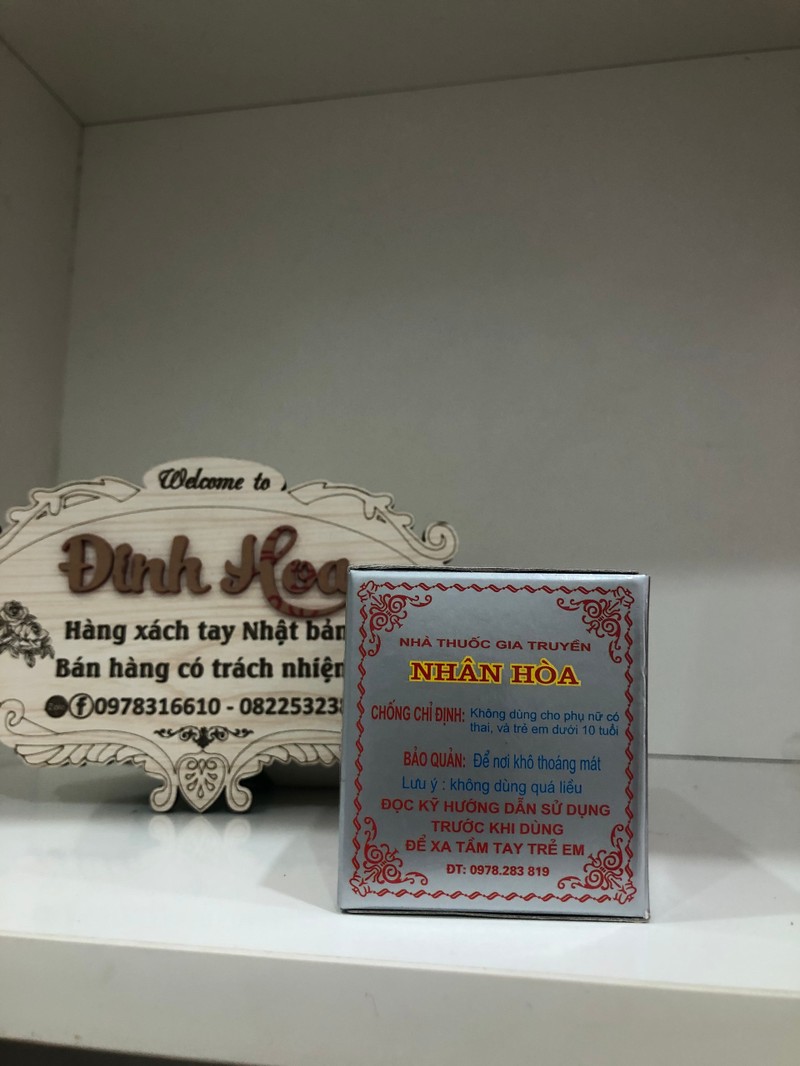 Welcome to
Đinh Hoa
Hàng xách tay Nhật bản
Bán hàng có trách nhiệm
0978316610 - 082253238
NHÀ THUỐC GIA TRUYỀN
NHÂN HÒA
CHỐNG CHỈ ĐỊNH: Không dùng cho phụ nữ có
thai, và trẻ em dưới 10 tuổi
BẢO QUẢN: Để nơi khô thoáng mát
Lưu ý : không dùng quá liều
ĐỌC KỸ HƯỚNG DẪN SỬ DỤNG
TRƯỚC KHI DÙNG
ĐỂ XA TẦM TAY TRẺ EM
ĐT: 0978.283 819